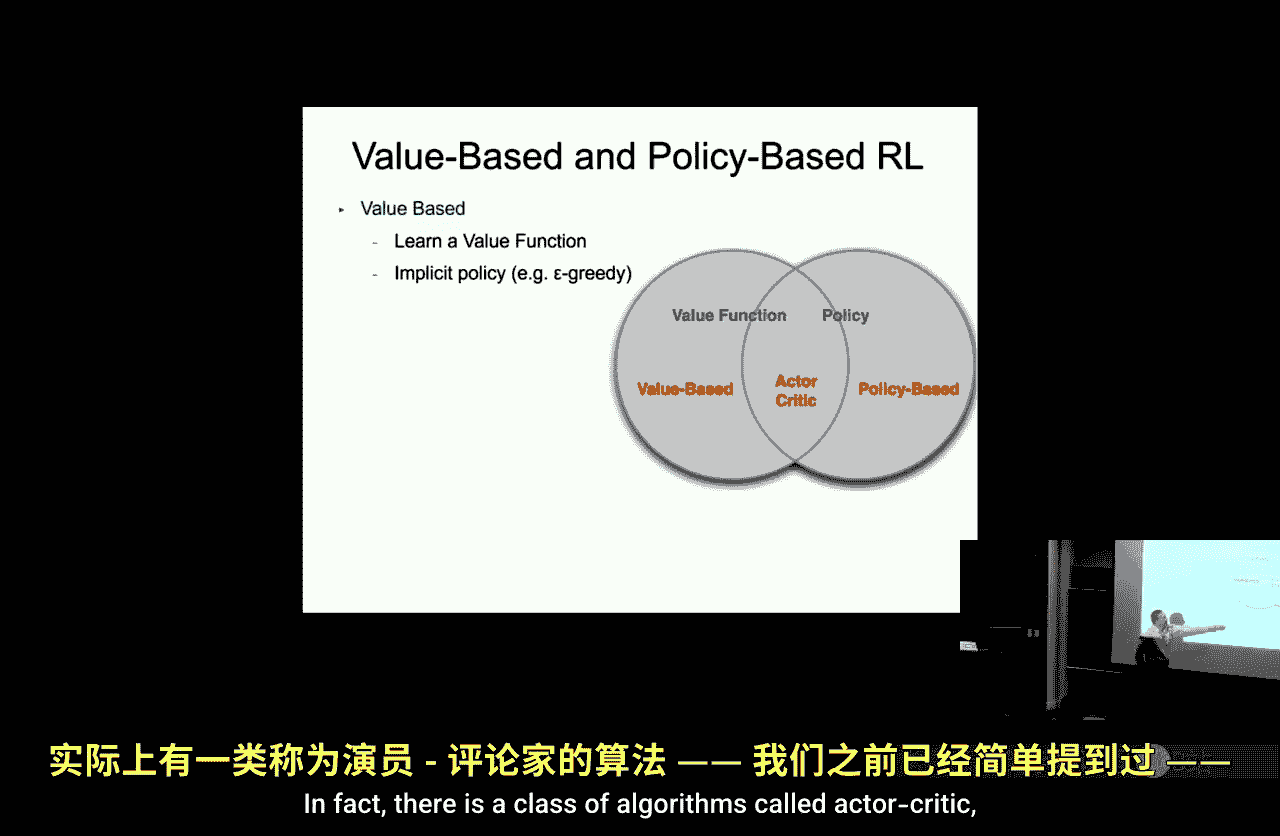 Value-Based and Policy-Based RL
Value Based
- Learn a Value Function
- Implicit policy (e.g. ε-greedy)
Value Function
Policy
Value-Based
Actor
Critic
Policy-Based
实际上有一类称为演员 - 评论家的算法 —— 我们之前已经简单提到过 ——
In fact, there is a class of algorithms called actor-critic,